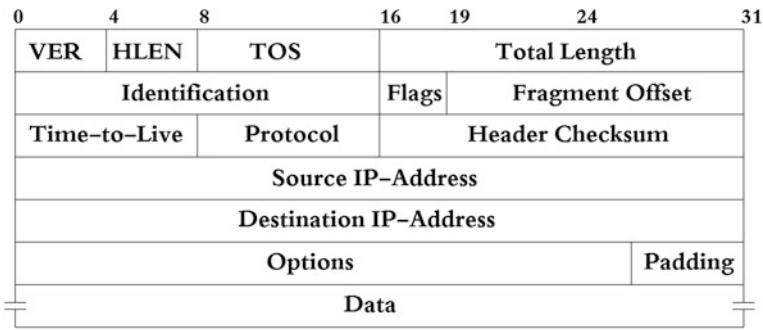 0 4 8 16 19 24 31
VER HLEN TOS Total Length
Identification Flags Fragment Offset
Time-to-Live Protocol Header Checksum
Source IP-Address
Destination IP-Address
Options Padding
Data